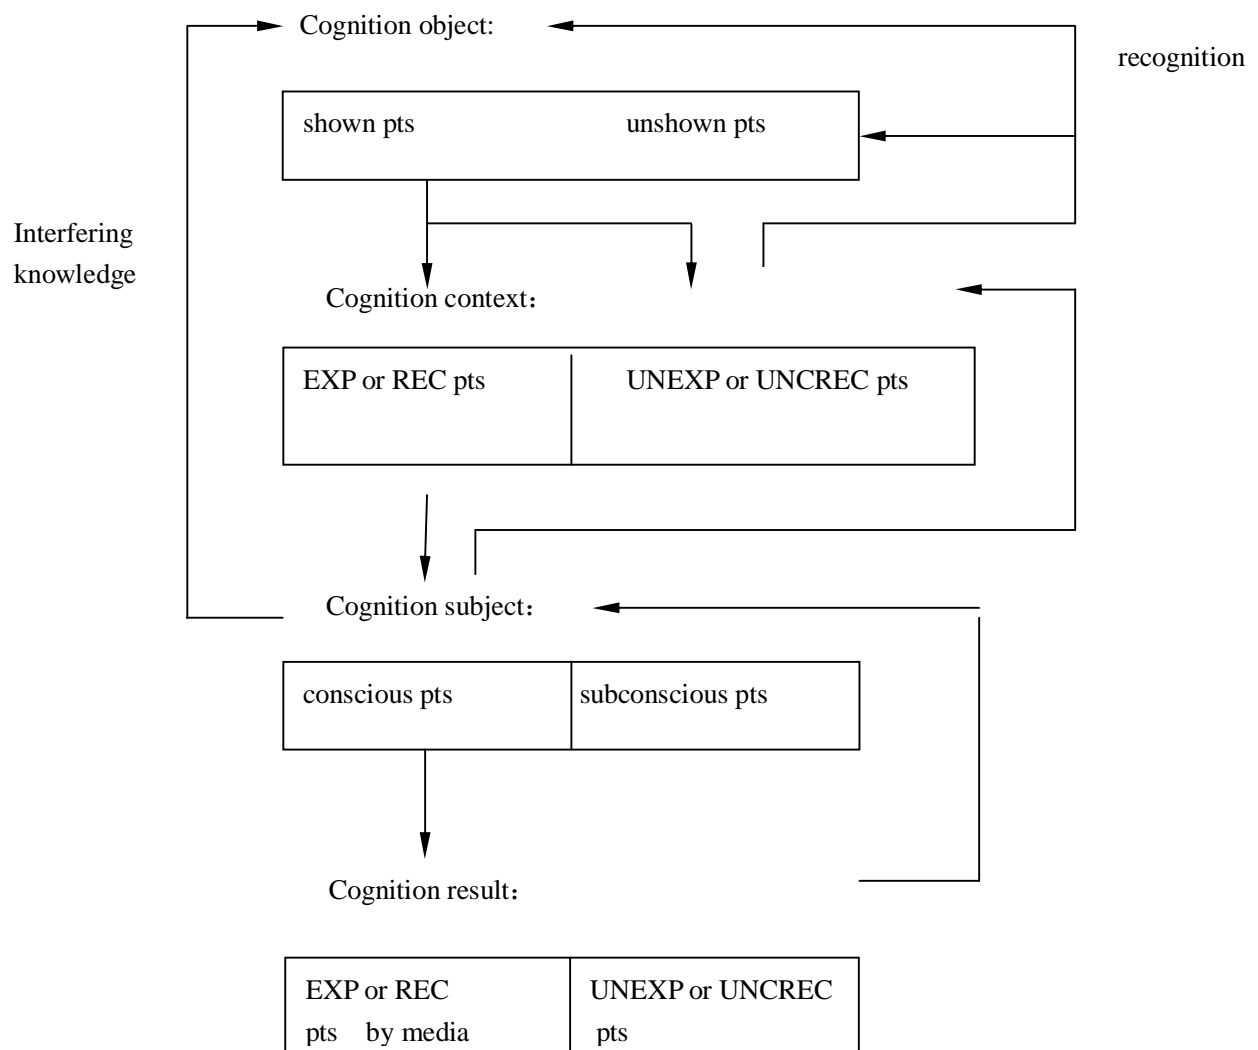 Cognition object:
recognition
shown pts unshown pts
Interfering
knowledge
Cognition context：
EXP or REC pts UNEXP or UNCREC pts
Cognition subject：
conscious pts subconscious pts
Cognition result：
EXP or REC UNEXP or UNCREC
pts by media pts